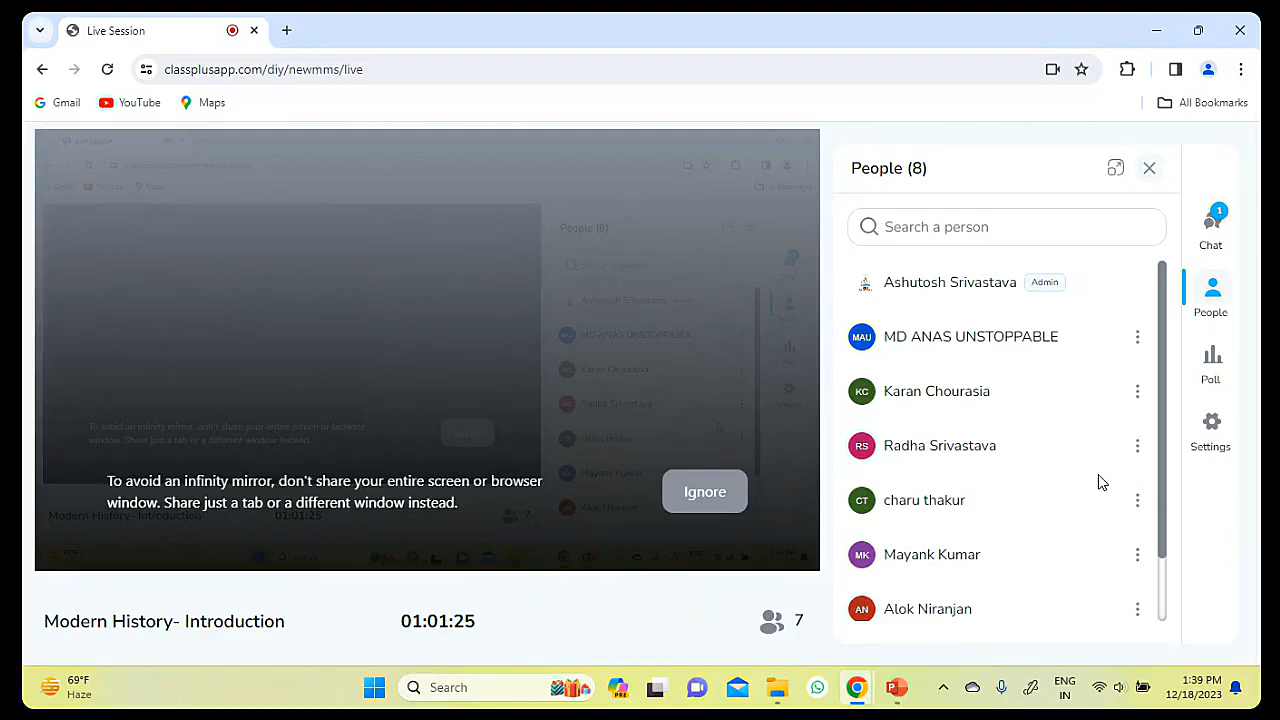 Live Session
classplusapp.com/diy/newmms/live
Gmail YouTube Maps All Bookmarks
People (8)
Search a person
Ashutosh Srivastava Admin
MAU MD ANAS UNSTOPPABLE
KC Karan Chourasia
RS Radha Srivastava
CT charu thakur
MK Mayank Kumar
AN Alok Niranjan
1
Chat
People
Poll
Settings
To avoid an infinity mirror, don't share your entire screen or browser
window. Share just a tab or a different window instead.
Ignore
Modern History- Introduction 01:01:25 7
69°F
Haze
Search
PRE
ENG
IN
1:39 PM
12/18/2023